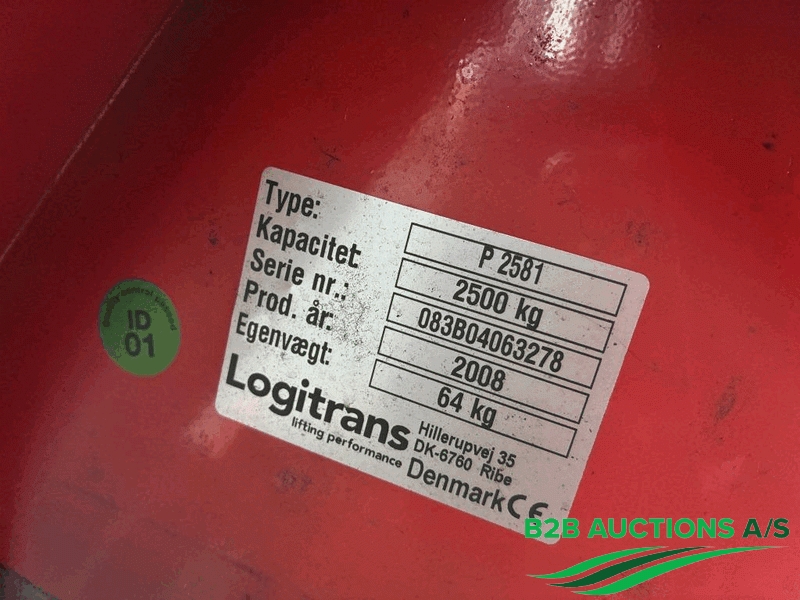 Type: P 2581
Kapacitet: 2500 kg
Serie nr.: 083B04063278
Prod. år: 2008
Egenvægt: 64 kg
Logitrans
lifting performance
Hillerupvej 35
DK-6760 Ribe
Denmark CE
ID
01
B2B AUCTIONS A/S